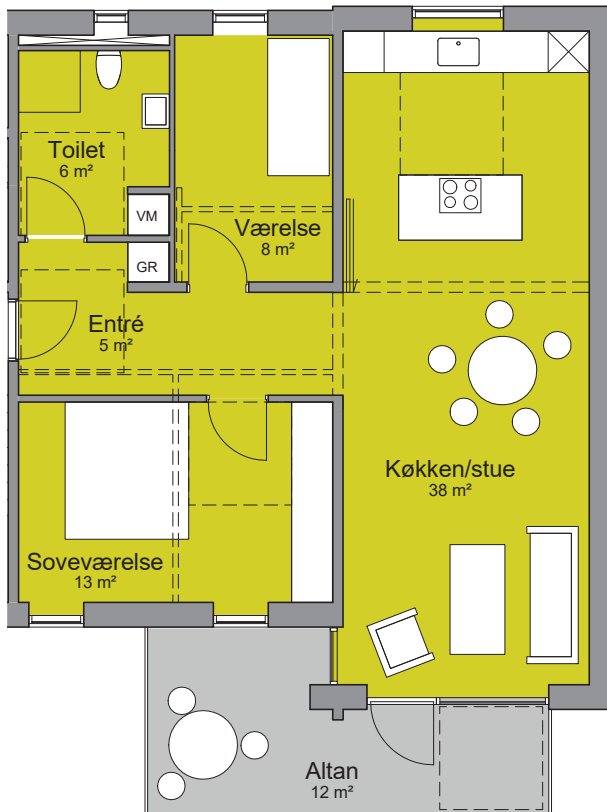 Toilet
6 m²
VM
Værelse
8 m²
GR
Entré
5 m²
Køkken/stue
38 m²
Soveværelse
13 m²
Altan
12 m²